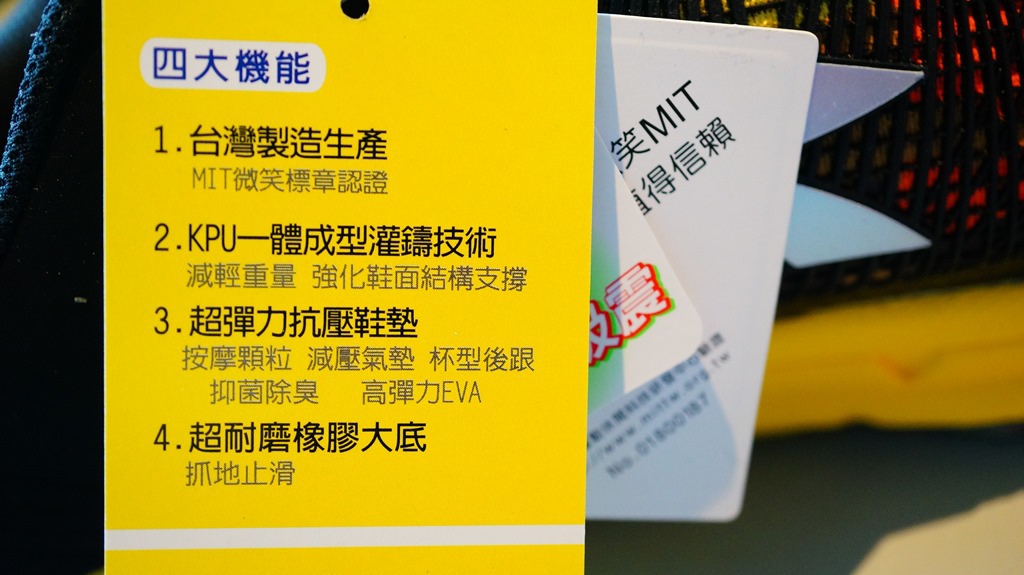 四大機能
1.台灣製造生產
MIT微笑標章認證
2.KPU一體成型灌鑄技術
減輕重量 強化鞋面結構支撐
3.超彈力抗壓鞋墊
按摩顆粒 減壓氣墊 杯型後跟
抑菌除臭 高彈力EVA
4.超耐磨橡膠大底
抓地止滑
笑MIT
值得信賴
震
No.01600187